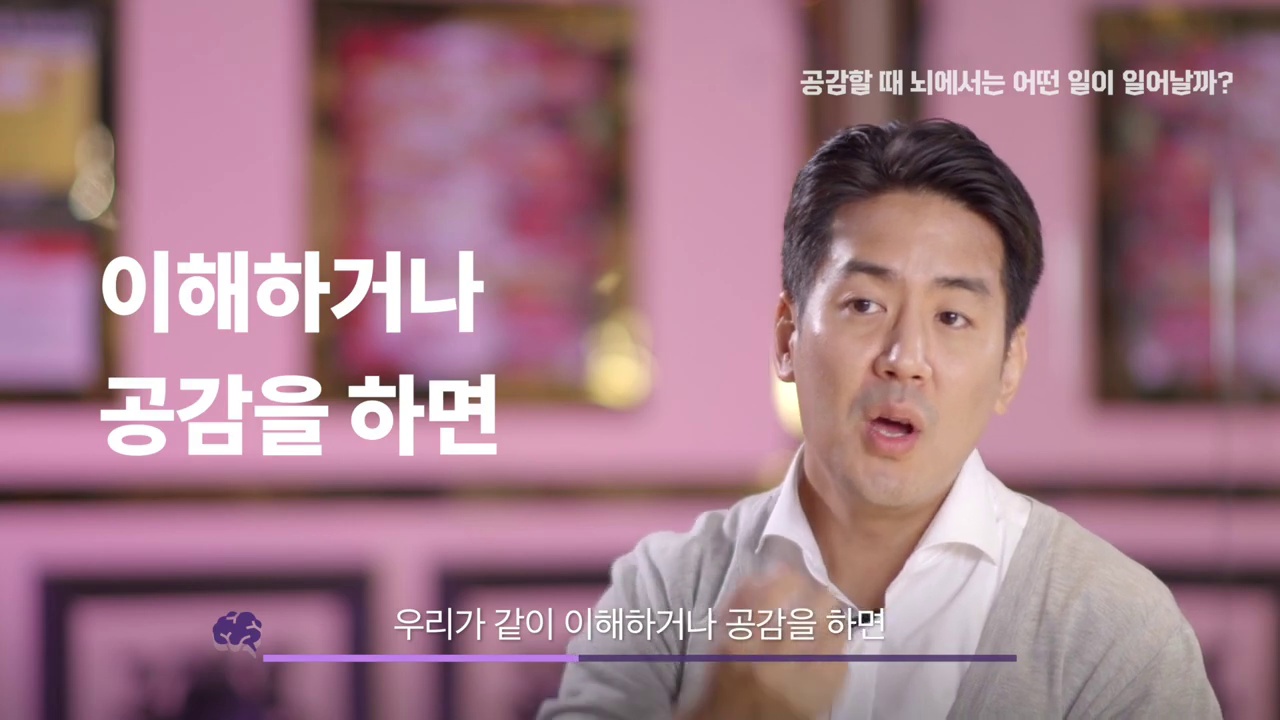 공감할 때 뇌에서는 어떤 일이 일어날까?
이해하거나
공감을 하면
우리가 같이 이해하거나 공감을 하면